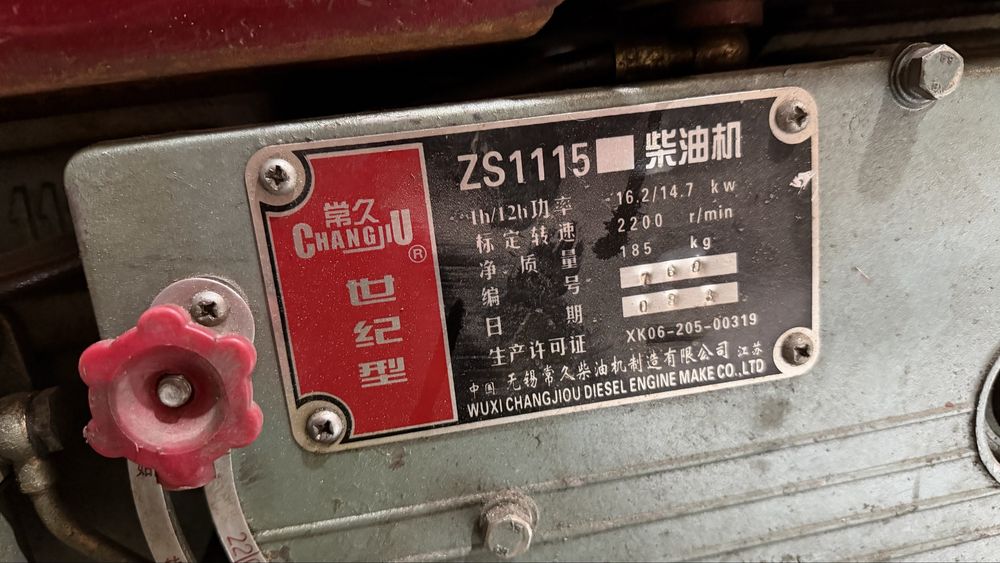 常久
CHANGJIU
®
世
纪
型
ZS1115 柴油机
1h/12h功率 16.2/14.7 kw
标定转速 2200 r/min
净质量 185 kg
编号 760
日期 088
生产许可证 XK06-205-00319
中国 无锡常久柴油机制造有限公司 江苏
WUXI CHANGJIOU DIESEL ENGINE MAKE CO.,LTD